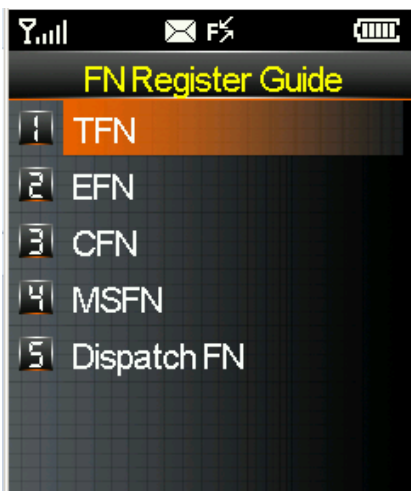 F
FN Register Guide
1 TFN
2 EFN
3 CFN
4 MSFN
5 Dispatch FN